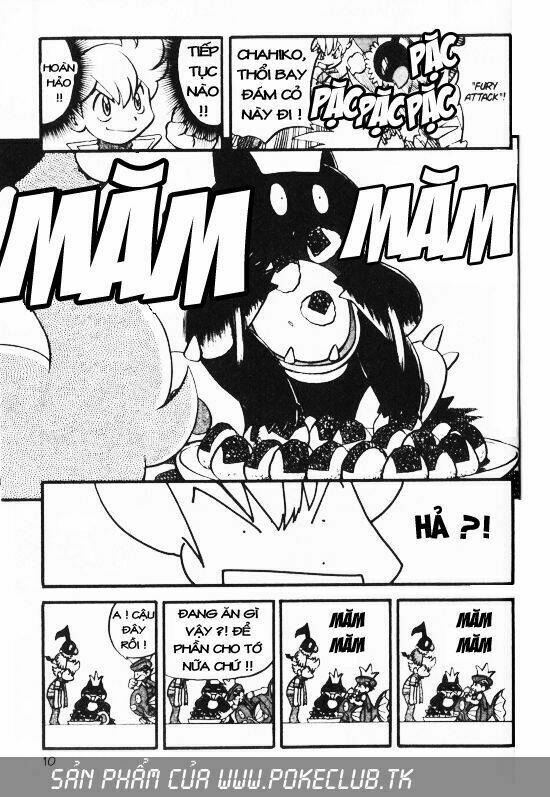 HOÀN
HẢO
!!
TIẾP
TỤC
NÀO
!!
CHAHIKO,
THỔI BAY
ĐÁM CỎ
NÀY ĐI !
PẶC
PẶC
PẶC
PẶC
PẶC
"FURY
ATTACK"!
MĂM
MĂM
HẢ ?!
A ! CẬU
ĐÂY
RỒI !
ĐANG ĂN GÌ
VẬY ?! ĐỂ
PHẦN CHO TỚ
NỮA CHỨ !!
MĂM
MĂM
MĂM
MĂM
10
SẢN PHẨM CỦA WWW.POKECLUB.TK